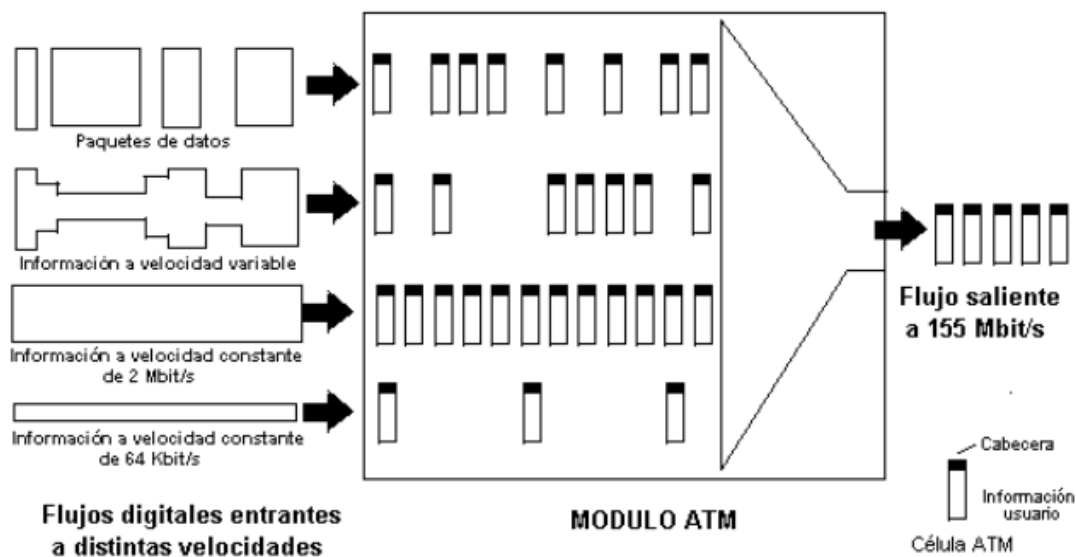 Paquetes de datos
Información a velocidad variable
Información a velocidad constante
de 2 Mbit/s
Información a velocidad constante
de 64 Kbit/s
Flujos digitales entrantes
a distintas velocidades
MODULO ATM
Flujo saliente
a 155 Mbit/s
Cabecera
Información
usuario
Célula ATM